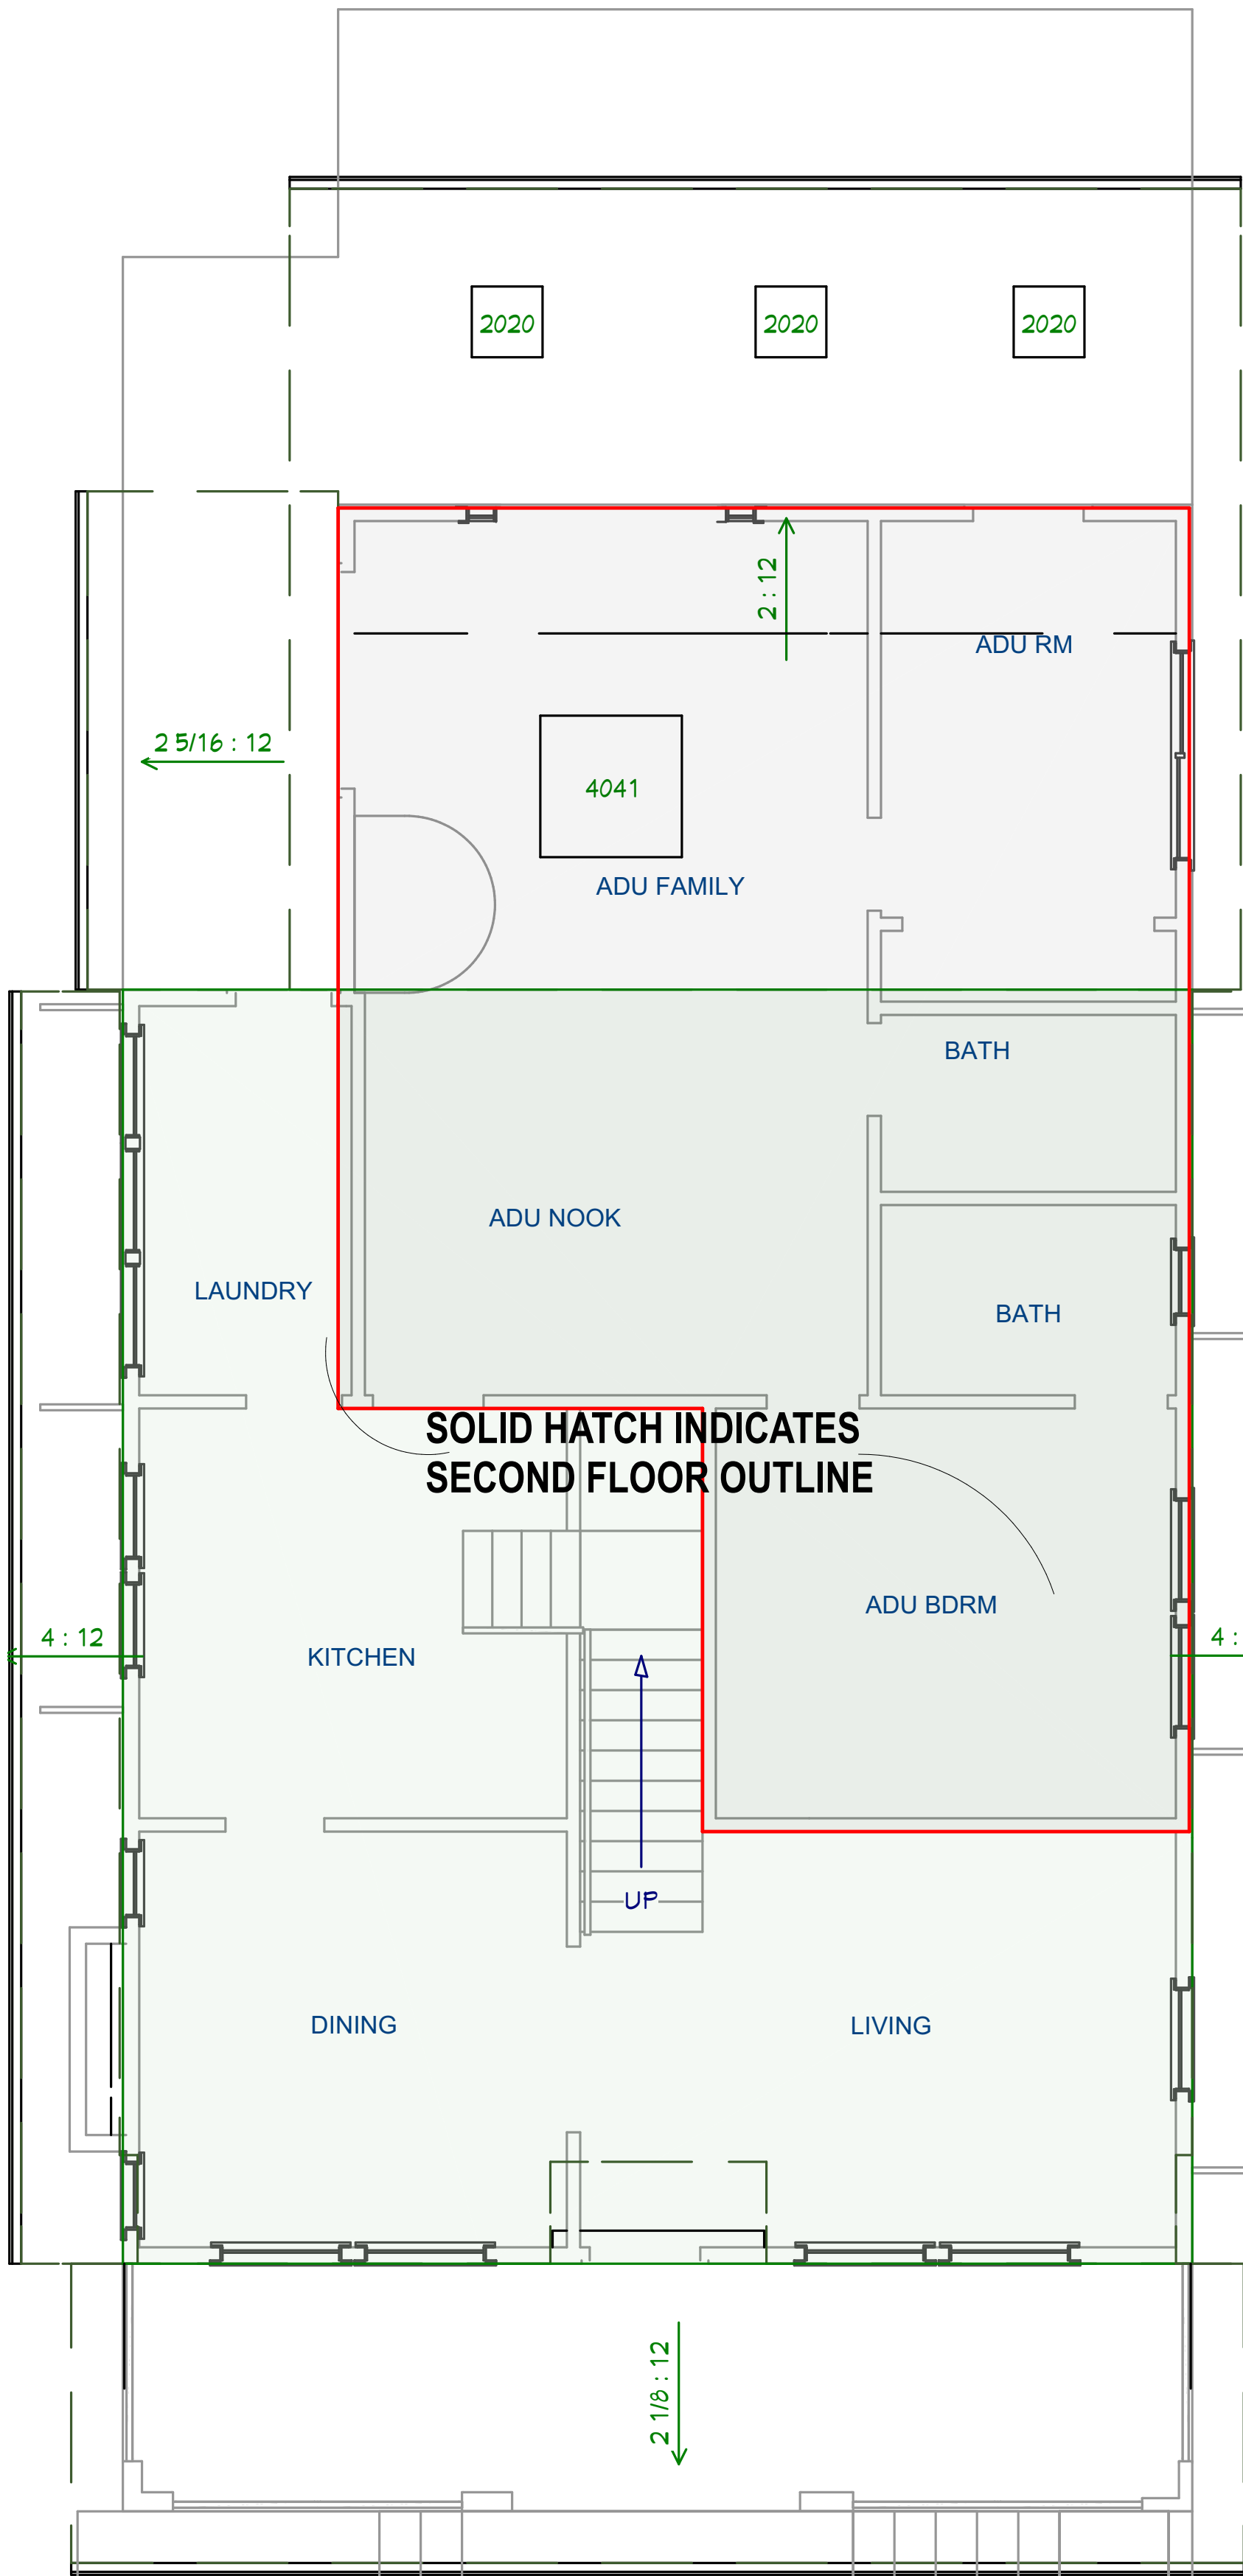 2020
2020
2020
2 : 12
ADU RM
2 5/16 : 12
4041
ADU FAMILY
BATH
ADU NOOK
LAUNDRY
BATH
SOLID HATCH INDICATES
SECOND FLOOR OUTLINE
ADU BDRM
4 : 12
4 :
KITCHEN
UP
DINING
LIVING
2 1/8 : 12